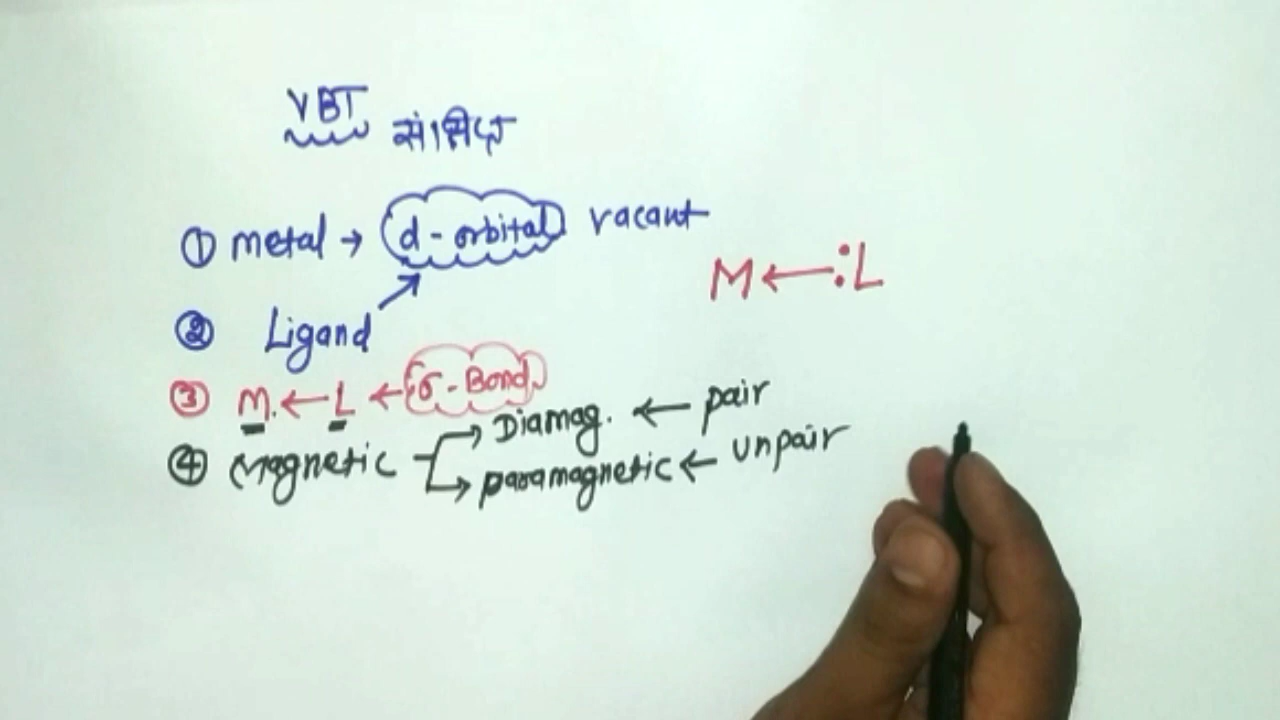 VBT
① metal → d-orbital vacant
M ← :L
② Ligand
③ M. ← L ← σ-Bond
④ Magnetic → Diamag. ← pair
→ paramagnetic ← unpair